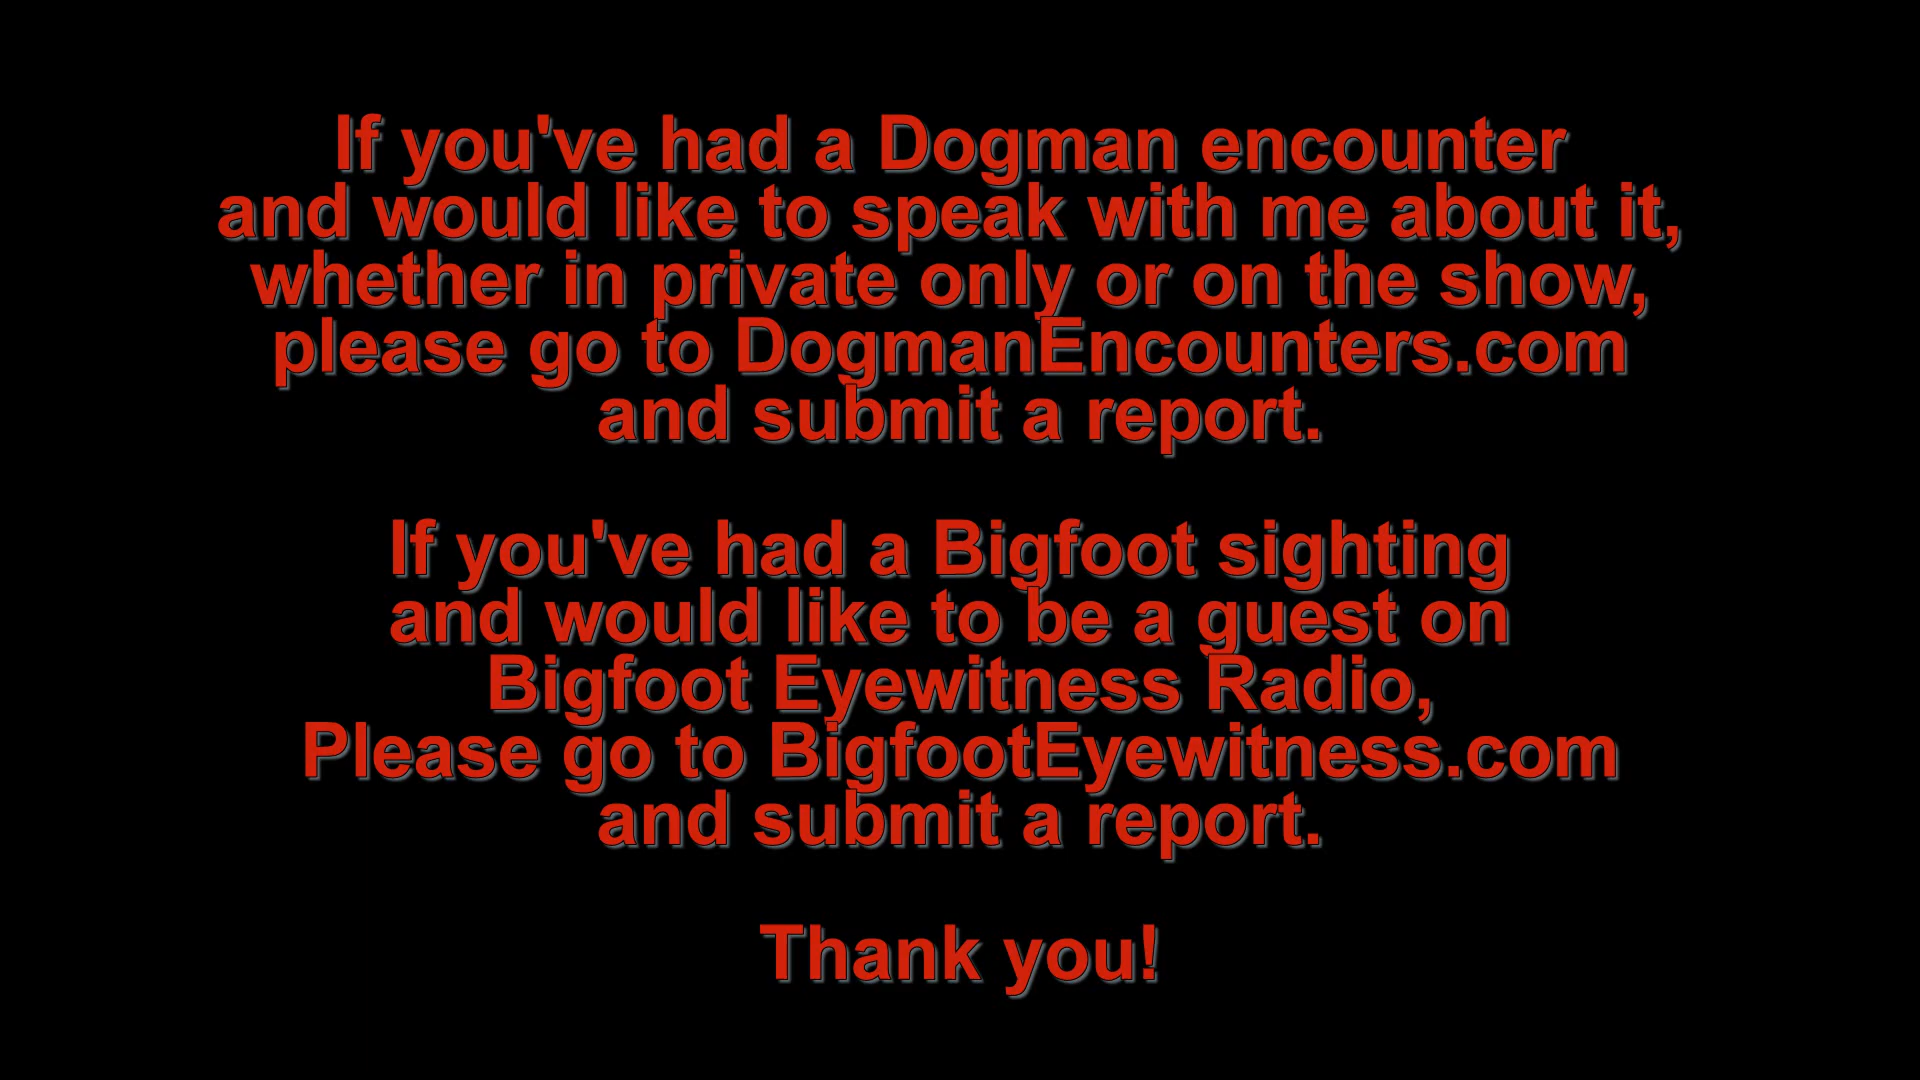 If you've had a Dogman encounter
and would like to speak with me about it,
whether in private only or on the show,
please go to DogmanEncounters.com
and submit a report.
If you've had a Bigfoot sighting
and would like to be a guest on
Bigfoot Eyewitness Radio,
Please go to BigfootEyewitness.com
and submit a report.
Thank you!